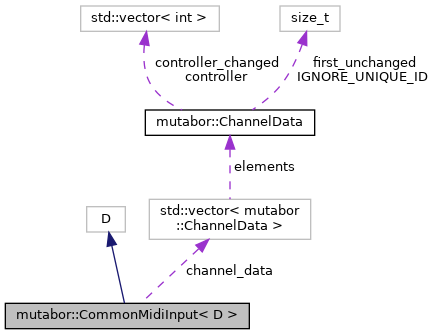 std::vector< int >
size_t
controller_changed
controller
first_unchanged
IGNORE_UNIQUE_ID
mutabor::ChannelData
elements
D
std::vector< mutabor
::ChannelData >
channel_data
mutabor::CommonMidiInput< D >